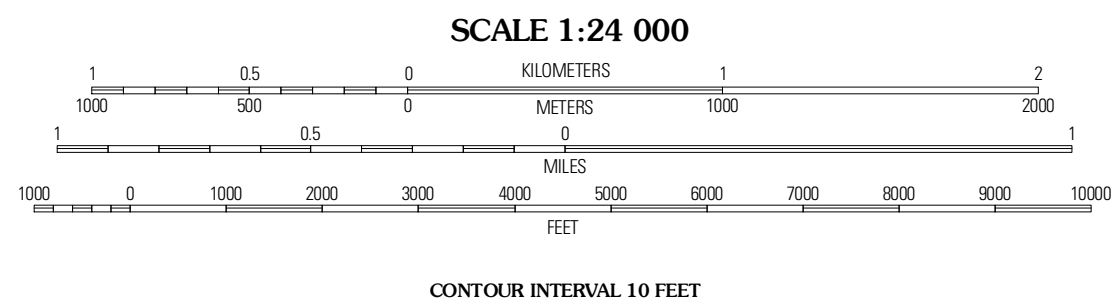 SCALE 1:24 000
1 0.5 0 KILOMETERS 1 2
1000 500 0 METERS 1000 2000
1 0.5 0 1
MILES
1000 0 1000 2000 3000 4000 5000 6000 7000 8000 9000 10000
FEET
CONTOUR INTERVAL 10 FEET